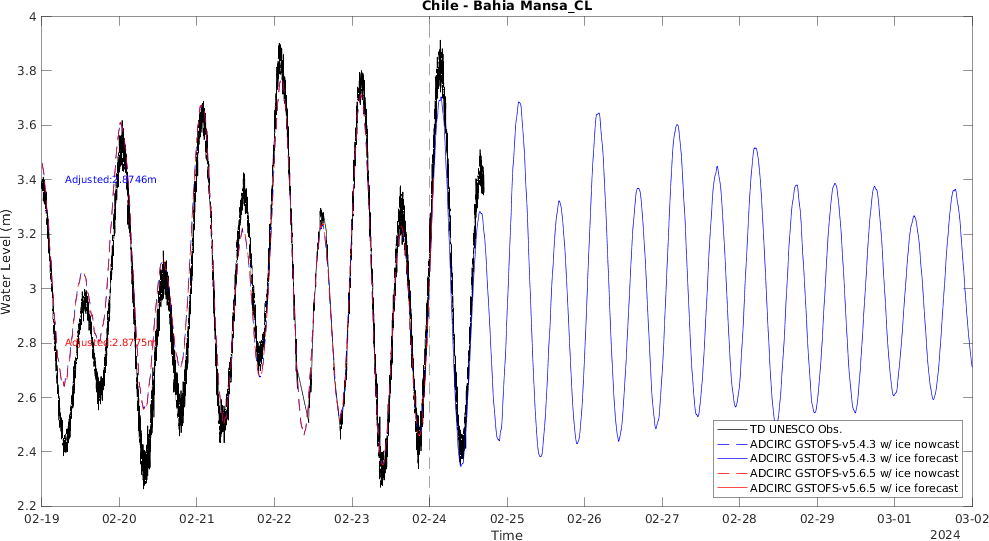 Chile - Bahia Mansa_CL
4
3.8
3.6
3.4
3.2
3
2.8
2.6
2.4
2.2
Water Level (m)
Adjusted:2.8746m
Adjusted:2.8775m
TD UNESCO Obs.
ADCIRC GSTOFS-v5.4.3 w/ ice nowcast
ADCIRC GSTOFS-v5.4.3 w/ ice forecast
ADCIRC GSTOFS-v5.6.5 w/ ice nowcast
ADCIRC GSTOFS-v5.6.5 w/ ice forecast
02-19 02-20 02-21 02-22 02-23 02-24 02-25 02-26 02-27 02-28 02-29 03-01 03-02
Time
2024